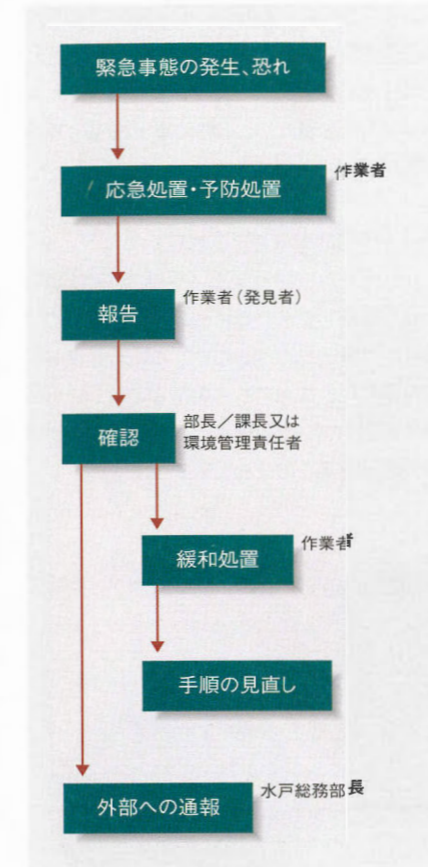 緊急事態の発生、恐れ
作業者
応急処置・予防処置
作業者（発見者）
報告
部長／課長又は
環境管理責任者
確認
作業者
緩和処置
手順の見直し
水戸総務部長
外部への通報